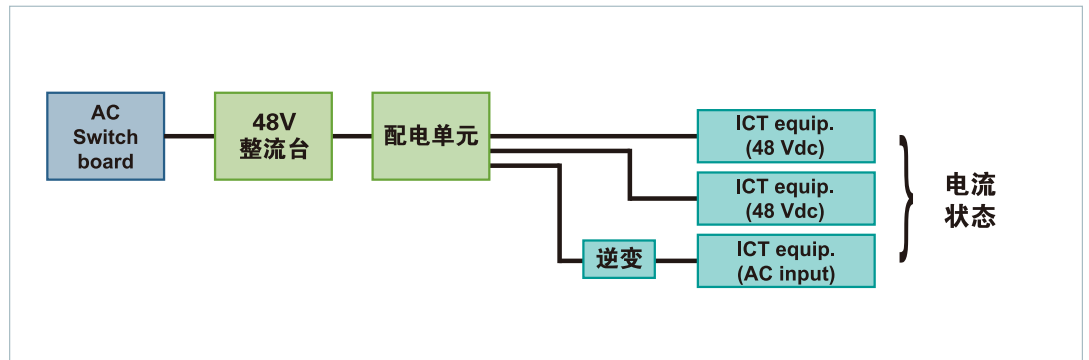 AC
Switch
board
48V
整流台
配电单元
ICT equip.
(48 Vdc)
ICT equip.
(48 Vdc)
逆变
ICT equip.
(AC input)
电流
状态